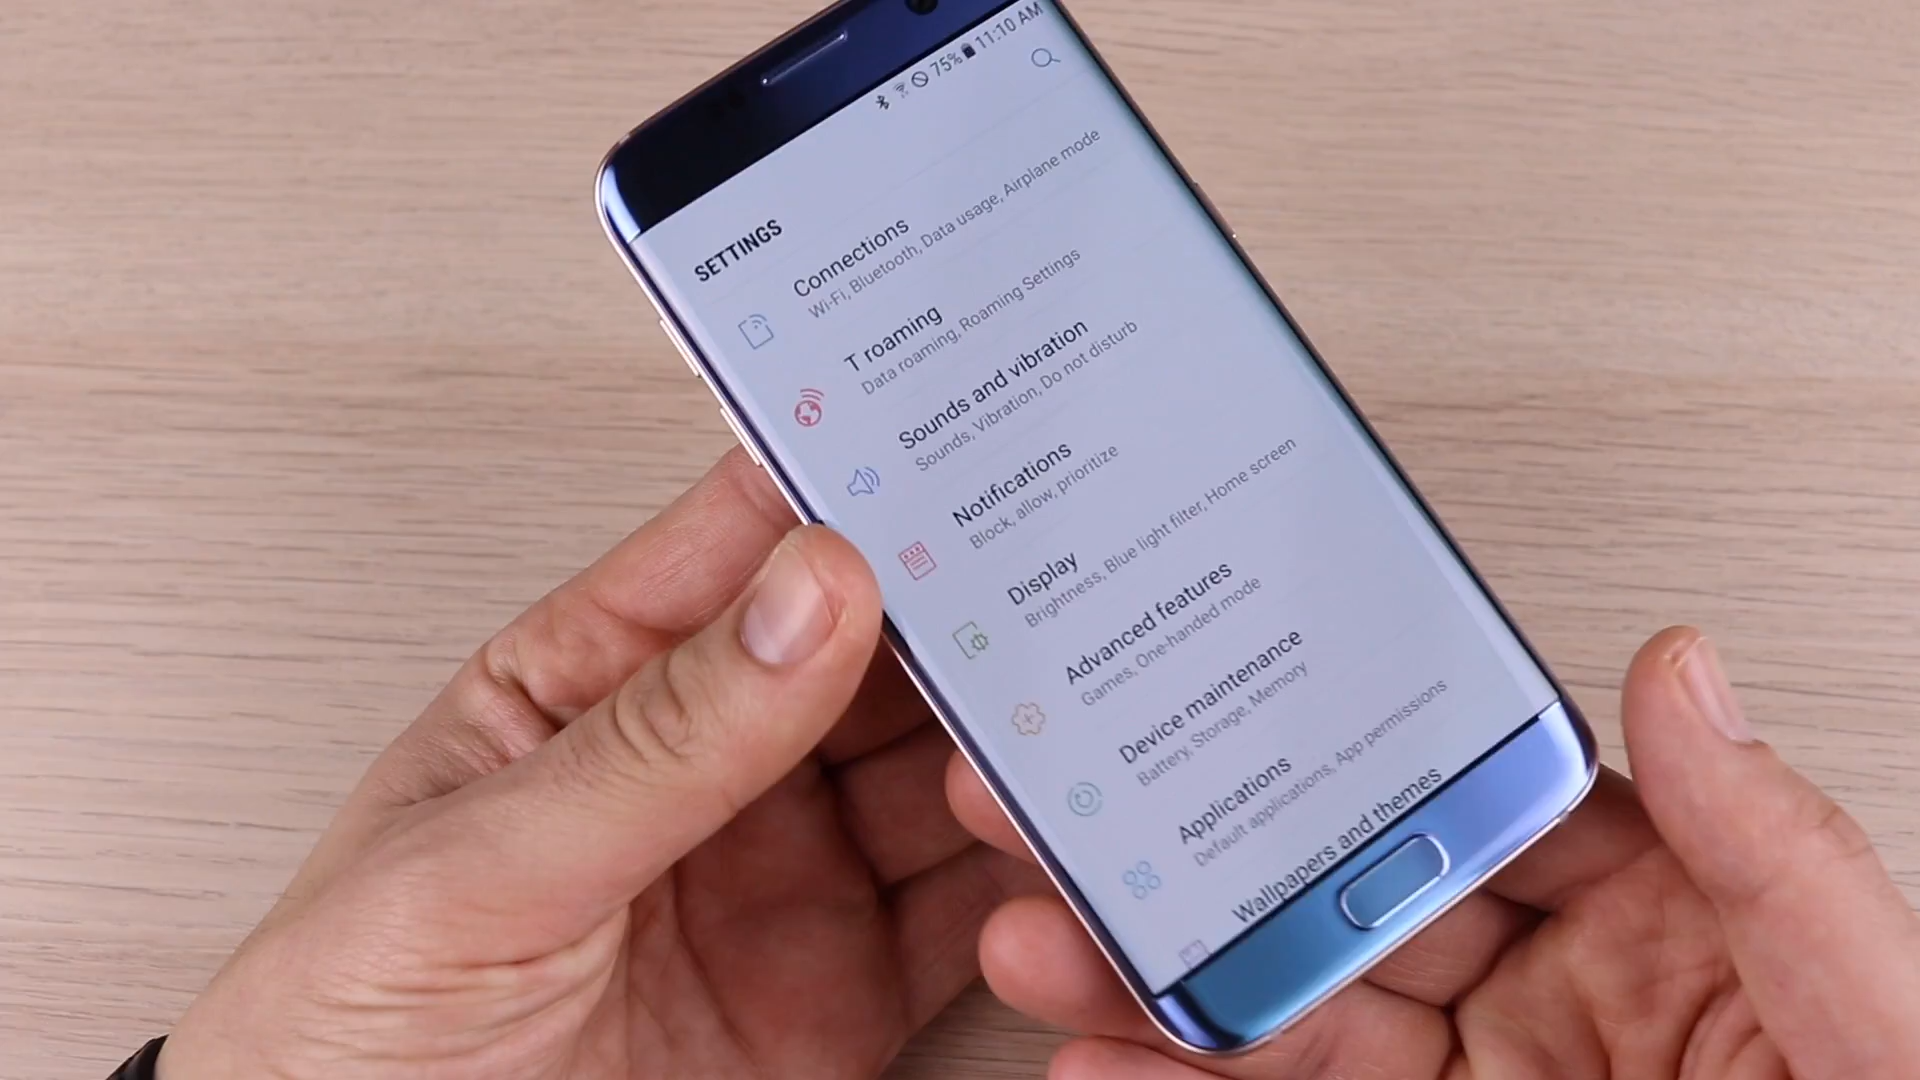 75% 11:10 AM
SETTINGS
Connections
Wi-Fi, Bluetooth, Data usage, Airplane mode
T roaming
Data roaming, Roaming Settings
Sounds and vibration
Sounds, Vibration, Do not disturb
Notifications
Block, allow, prioritize
Display
Brightness, Blue light filter, Home screen
Advanced features
Games, One-handed mode
Device maintenance
Battery, Storage, Memory
Applications
Default applications, App permissions
Wallpapers and themes